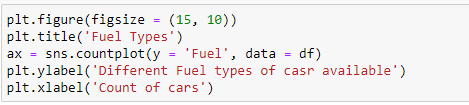 plt.figure(figsize = (15, 10))
plt.title('Fuel Types')
ax = sns.countplot(y = 'Fuel', data = df)
plt.ylabel('Different Fuel types of casr available')
plt.xlabel('Count of cars')